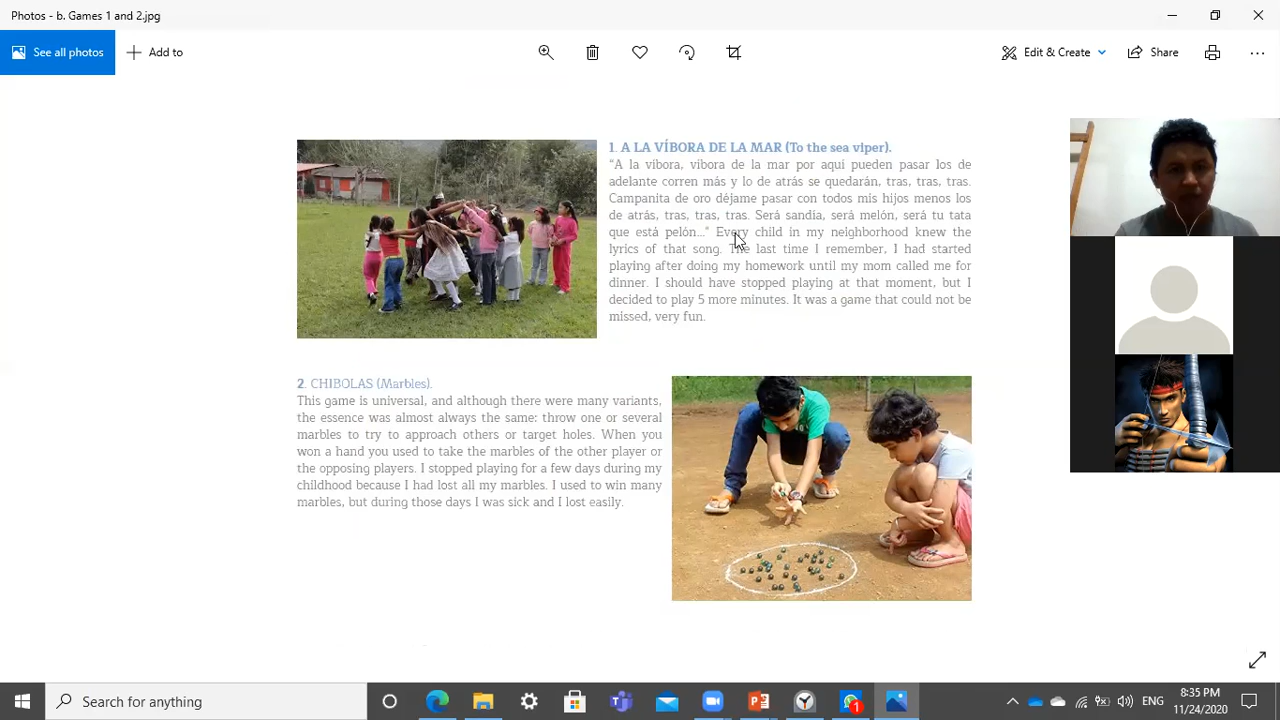 Photos - b. Games 1 and 2.jpg
See all photos
Add to
Edit & Create
Share
1. A LA VÍBORA DE LA MAR (To the sea viper).
“A la víbora, víbora de la mar por aquí pueden pasar los de
adelante corren más y lo de atrás se quedarán, tras, tras, tras.
Campanita de oro déjame pasar con todos mis hijos menos los
de atrás, tras, tras, tras. Será sandía, será melón, será tu tata
que está pelón...” Every child in my neighborhood knew the
lyrics of that song. The last time I remember, I had started
playing after doing my homework until my mom called me for
dinner. I should have stopped playing at that moment, but I
decided to play 5 more minutes. It was a game that could not be
missed, very fun.
2. CHIBOLAS (Marbles).
This game is universal, and although there were many variants,
the essence was almost always the same: throw one or several
marbles to try to approach others or target holes. When you
won a hand you used to take the marbles of the other player or
the opposing players. I stopped playing for a few days during my
childhood because I had lost all my marbles. I used to win many
marbles, but during those days I was sick and I lost easily.
Search for anything
1
ENG
8:35 PM
11/24/2020